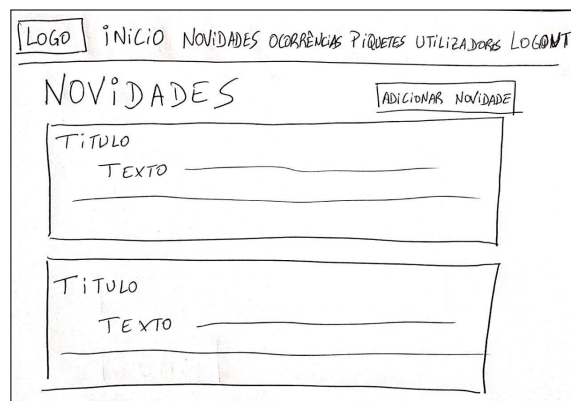 LOGO INICIO NOVIDADES OCORRÊNCIAS PIQUETES UTILIZADORES LOGOUT
NOVIDADES ADICIONAR NOVIDADE
TITULO
TEXTO
TITULO
TEXTO